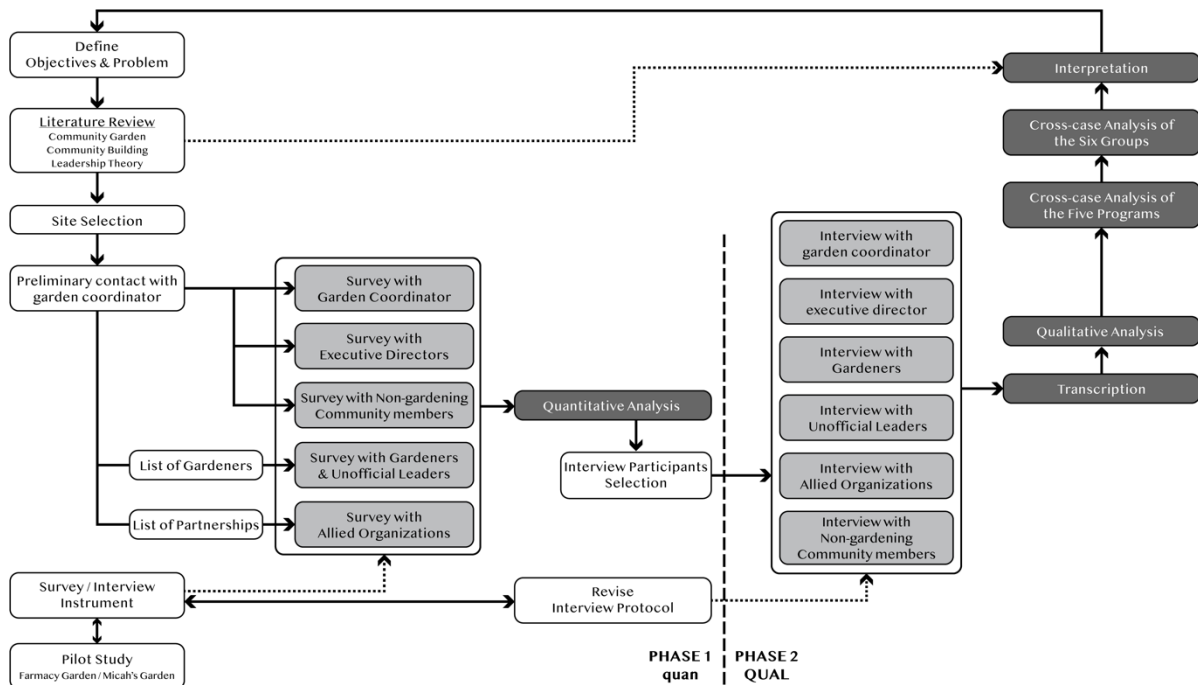 Define
Objectives & Problem
Literature Review
Community Garden
Community Building
Leadership Theory
Site Selection
Preliminary contact with
garden coordinator
List of Gardeners
List of Partnerships
Survey / Interview
Instrument
Pilot Study
Farmacy Garden / Micah's Garden
Survey with
Garden Coordinator
Survey with
Executive Directors
Survey with Non-gardening
Community members
Survey with Gardeners
& Unofficial Leaders
Survey with
Allied Organizations
Quantitative Analysis
Interview Participants
Selection
Revise
Interview Protocol
PHASE 1
quan
PHASE 2
QUAL
Interview with
garden coordinator
Interview with
executive director
Interview with
Gardeners
Interview with
Unofficial Leaders
Interview with
Allied Organizations
Interview with
Non-gardening
Community members
Interpretation
Cross-case Analysis of
the Six Groups
Cross-case Analysis of
the Five Programs
Qualitative Analysis
Transcription